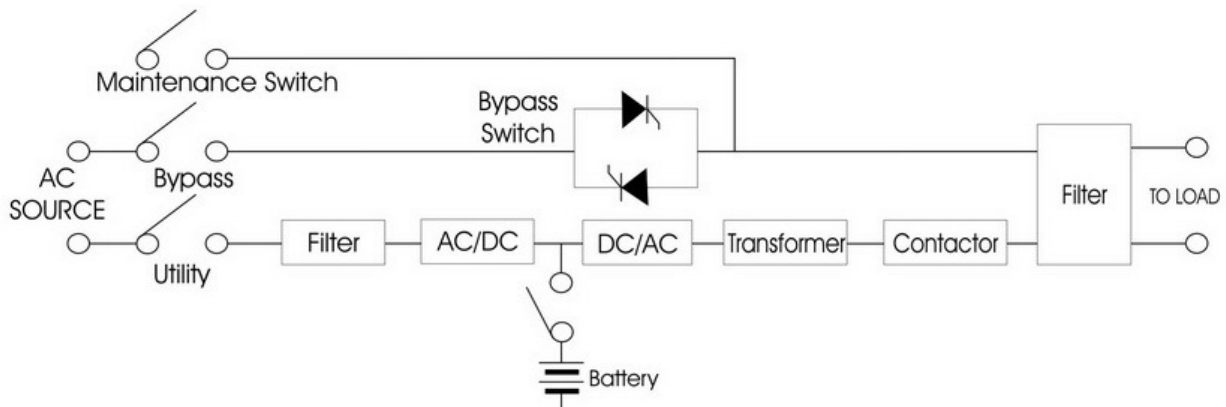 Maintenance Switch
Bypass
Switch
AC
SOURCE
Bypass
Filter
TO LOAD
Utility
Filter
AC/DC
DC/AC
Transformer
Contactor
Battery